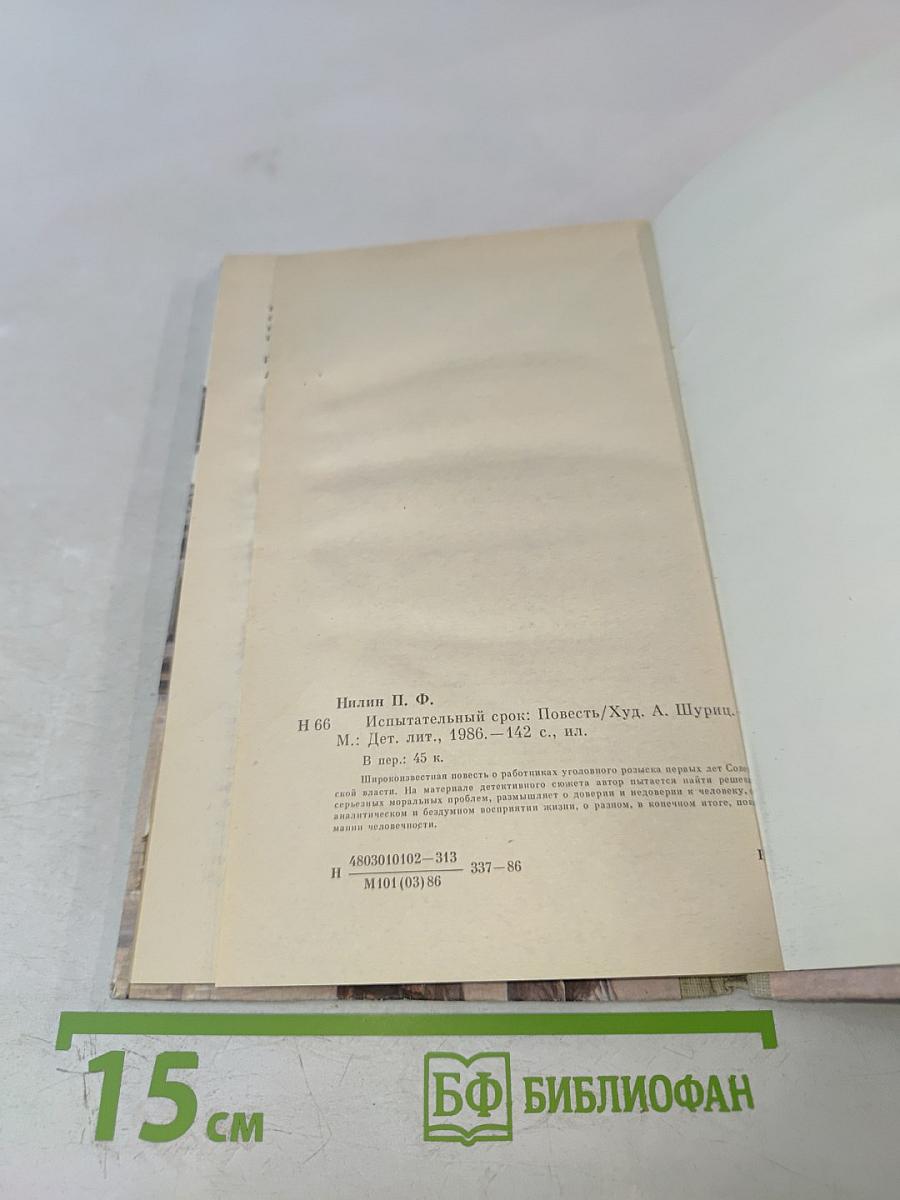 Нилин П. Ф.
Н 66 Испытательный срок: Повесть/Худ. А. Шуриц.—
М.: Дет. лит., 1986.—142 с., ил.
В пер.: 45 к.
Широкоизвестная повесть о работниках уголовного розыска первых лет Совет
ской власти. На материале детективного сюжета автор пытается найти решен
серьезных моральных проблем, размышляет о доверии и недоверии к человеку,
аналитическом и бездумном восприятии жизни, о разном, в конечном итоге, пон
мании человечности.
Н 4803010102—313 337—86
М101(03)86
15 см
БФ БИБЛИОФАН